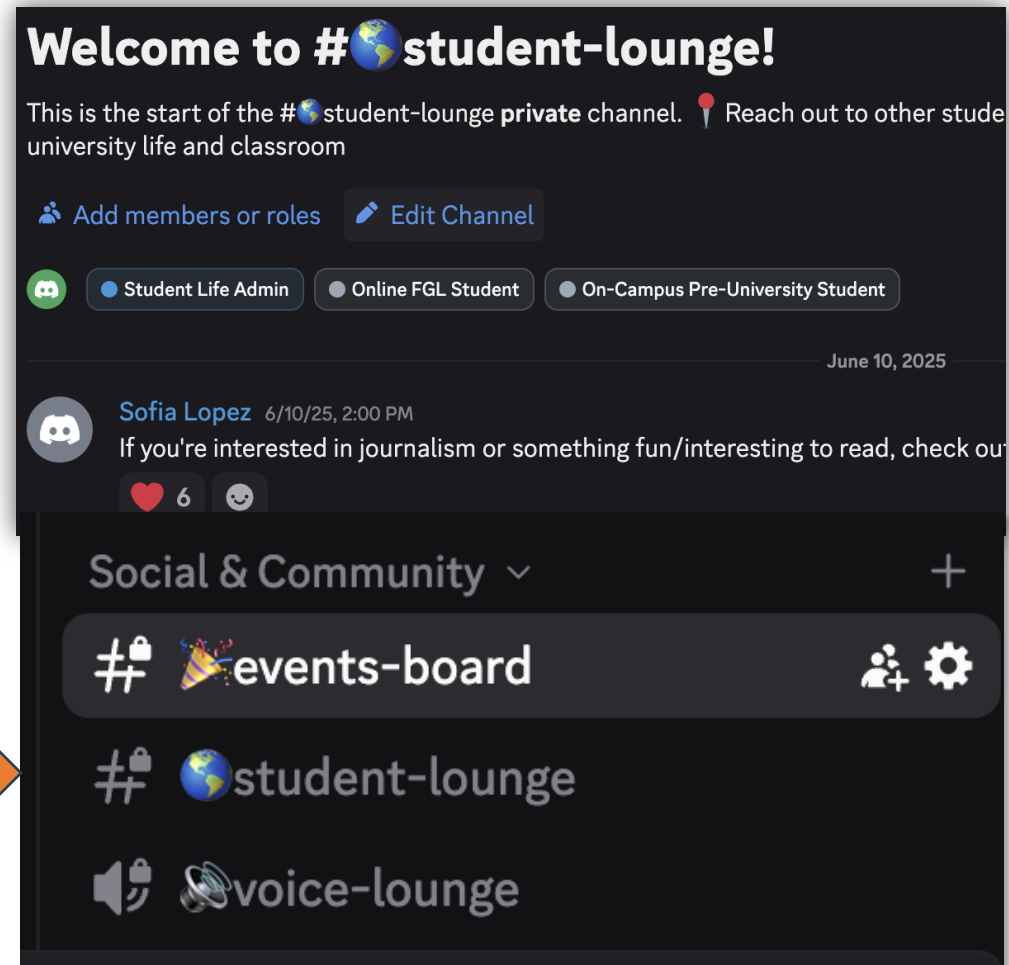 Welcome to #🌎student-lounge!
This is the start of the #🌎student-lounge private channel. 📍 Reach out to other
university life and classroom
Add members or roles Edit Channel
Student Life Admin Online FGL Student On-Campus Pre-University Student
June 10, 2025
Sofia Lopez 6/10/25, 2:00 PM
If you're interested in journalism or something fun/interesting to read, check
❤️ 6
Social & Community
# 🎉events-board
# 🌎student-lounge
🔊voice-lounge